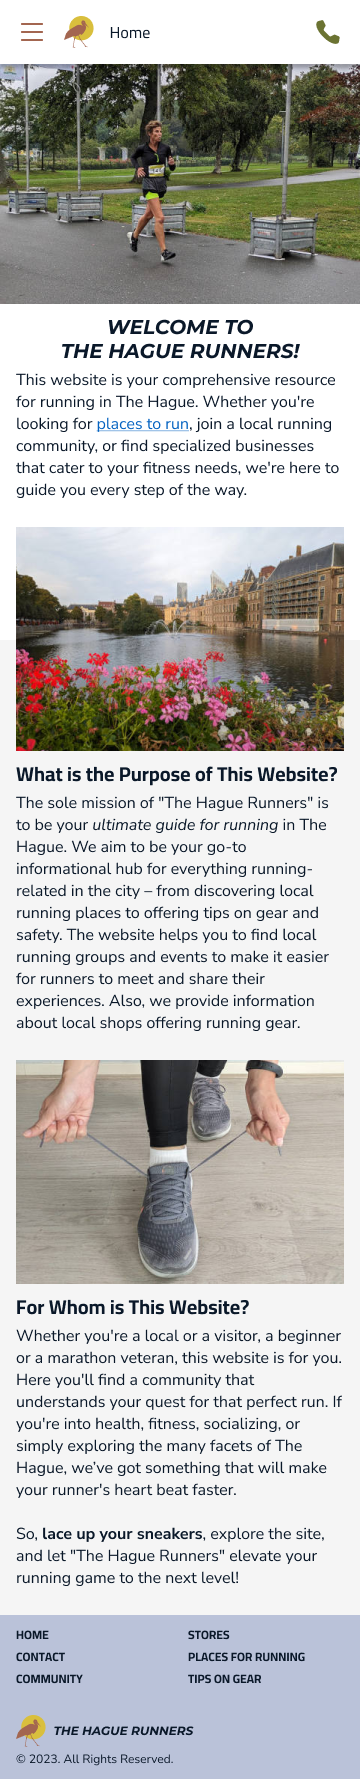 Home
WELCOME TO
THE HAGUE RUNNERS!
This website is your comprehensive resource
for running in The Hague. Whether you're
looking for places to run, join a local running
community, or find specialized businesses
that cater to your fitness needs, we're here to
guide you every step of the way.
What is the Purpose of This Website?
The sole mission of "The Hague Runners" is
to be your ultimate guide for running in The
Hague. We aim to be your go-to
informational hub for everything running-
related in the city – from discovering local
running places to offering tips on gear and
safety. The website helps you to find local
running groups and events to make it easier
for runners to meet and share their
experiences. Also, we provide information
about local shops offering running gear.
For Whom is This Website?
Whether you're a local or a visitor, a beginner
or a marathon veteran, this website is for you.
Here you'll find a community that
understands your quest for that perfect run. If
you're into health, fitness, socializing, or
simply exploring the many facets of The
Hague, we’ve got something that will make
your runner's heart beat faster.
So, lace up your sneakers, explore the site,
and let "The Hague Runners" elevate your
running game to the next level!
HOME STORES
CONTACT PLACES FOR RUNNING
COMMUNITY TIPS ON GEAR
THE HAGUE RUNNERS
© 2023. All Rights Reserved.